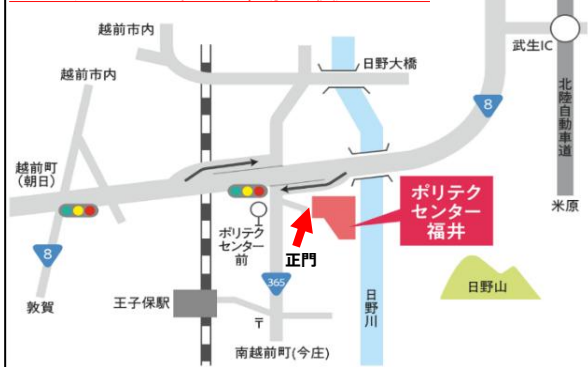 越前市内
日野大橋
武生IC
越前市内
8
北陸自動車道
越前町
(朝日)
米原
ポリテク
センター
福井
ポリテク
センター
前
正門
8
365
敦賀
王子保駅
〒
日野川
日野山
南越前町(今庄)